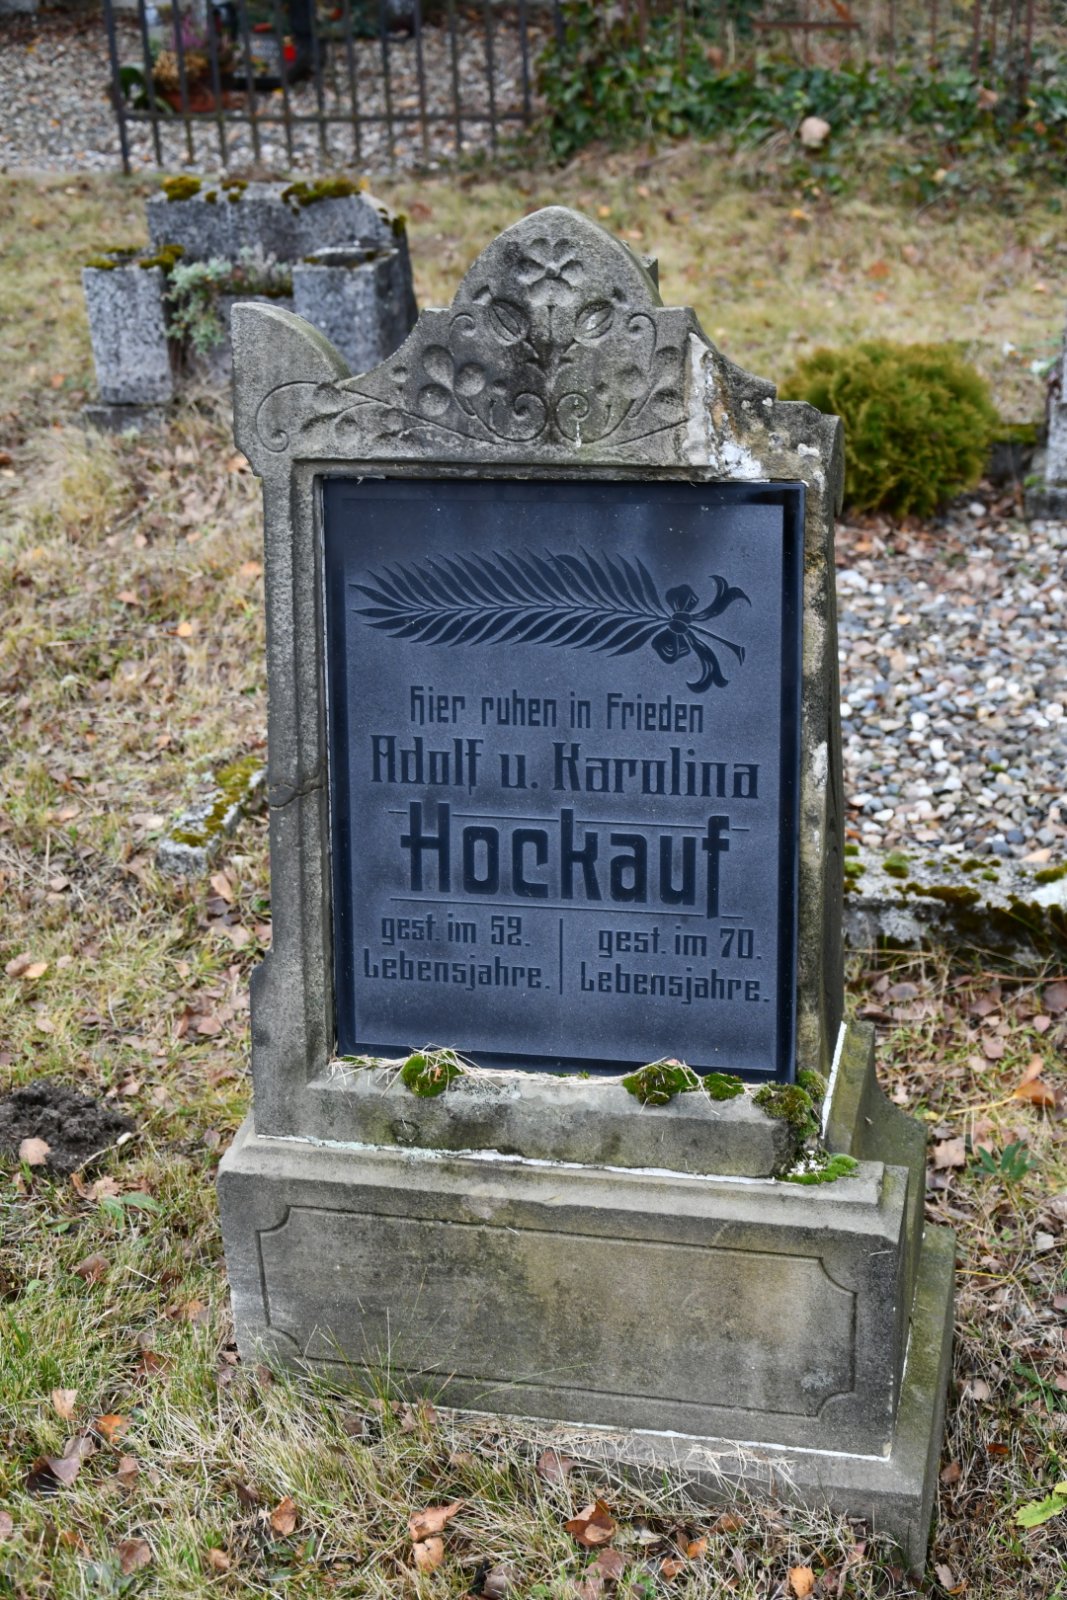 Hier ruhen in Frieden
Adolf u. Karolina
Hockauf
gest. im 52.
Lebensjahre.
gest. im 70.
Lebensjahre.